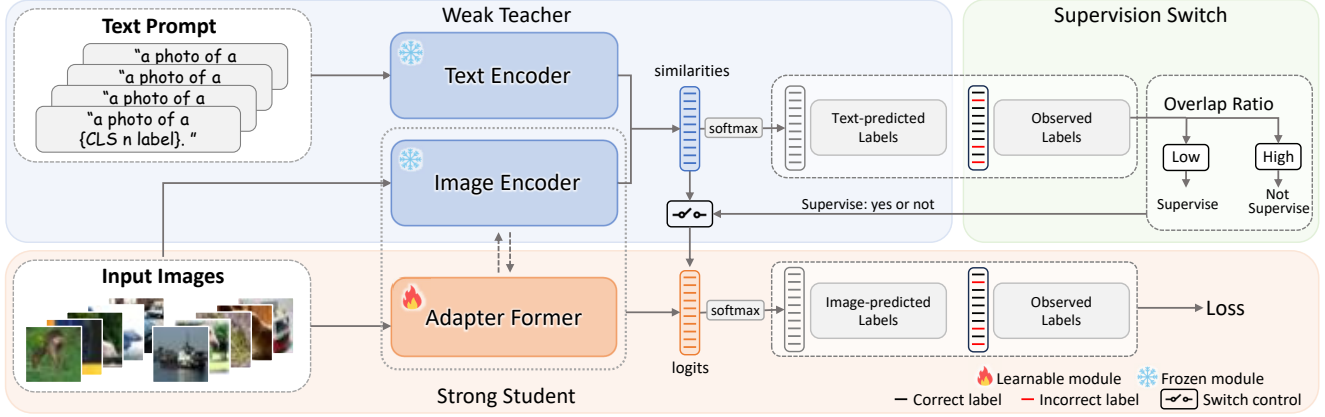 Weak Teacher
Supervision Switch
Text Prompt
“a photo of a
“a photo of a
“a photo of a
“a photo of a
{CLS n label}. ”
Text Encoder
Image Encoder
similarities
softmax
Text-predicted
Labels
Observed
Labels
Overlap Ratio
Low
High
Supervise
Not
Supervise
Supervise: yes or not
Input Images
Adapter Former
logits
softmax
Image-predicted
Labels
Observed
Labels
Loss
Strong Student
Learnable module
Frozen module
Correct label
Incorrect label
Switch control